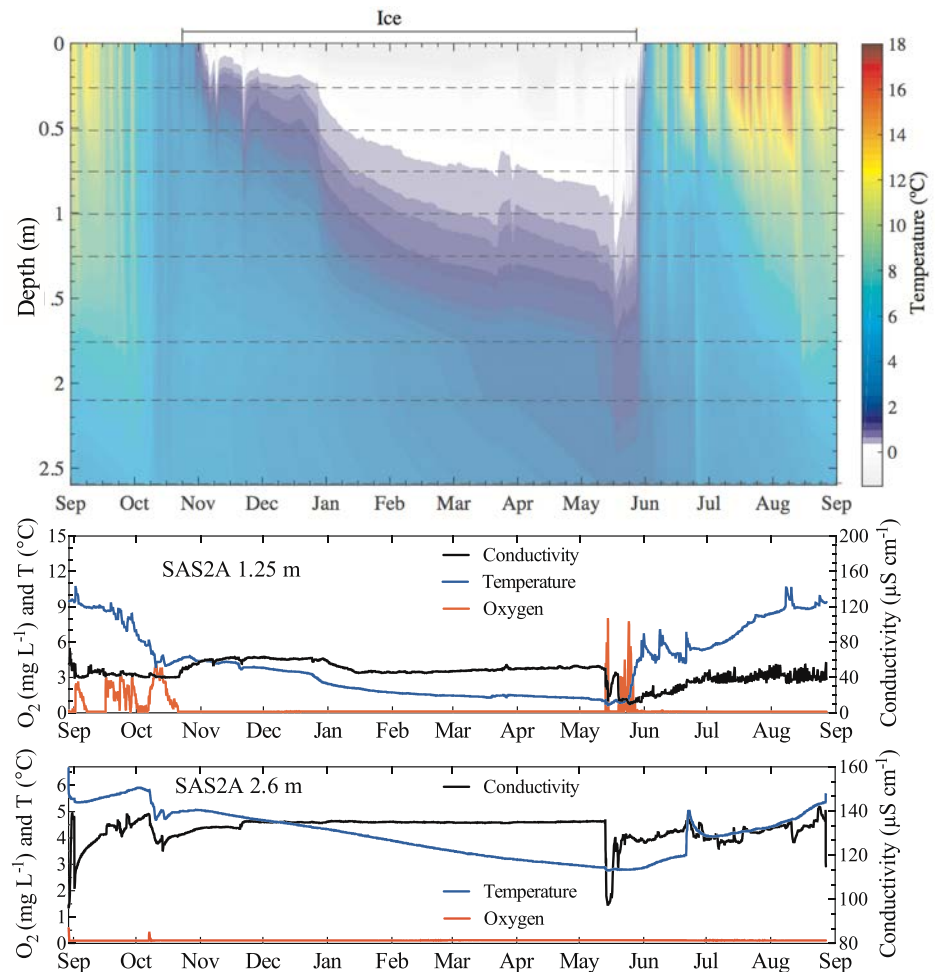 Ice
0
0.5
1
.5
2
2.5
Depth (m)
Sep Oct Nov Dec Jan Feb Mar Apr May Jun Jul Aug Sep
18
16
14
12
10
8
6
4
2
0
Temperature (ºC)
15
12
9
6
3
0
O2 (mg L-1) and T (°C)
SAS2A 1.25 m
Conductivity
Temperature
Oxygen
200
160
120
80
40
0
Conductivity (µS cm-1)
Sep Oct Nov Dec Jan Feb Mar Apr May Jun Jul Aug Sep
6
5
4
3
2
1
0
O2 (mg L-1) and T (°C)
SAS2A 2.6 m
Conductivity
Temperature
Oxygen
160
140
120
100
80
Conductivity (µS cm-1)
Sep Oct Nov Dec Jan Feb Mar Apr May Jun Jul Aug Sep